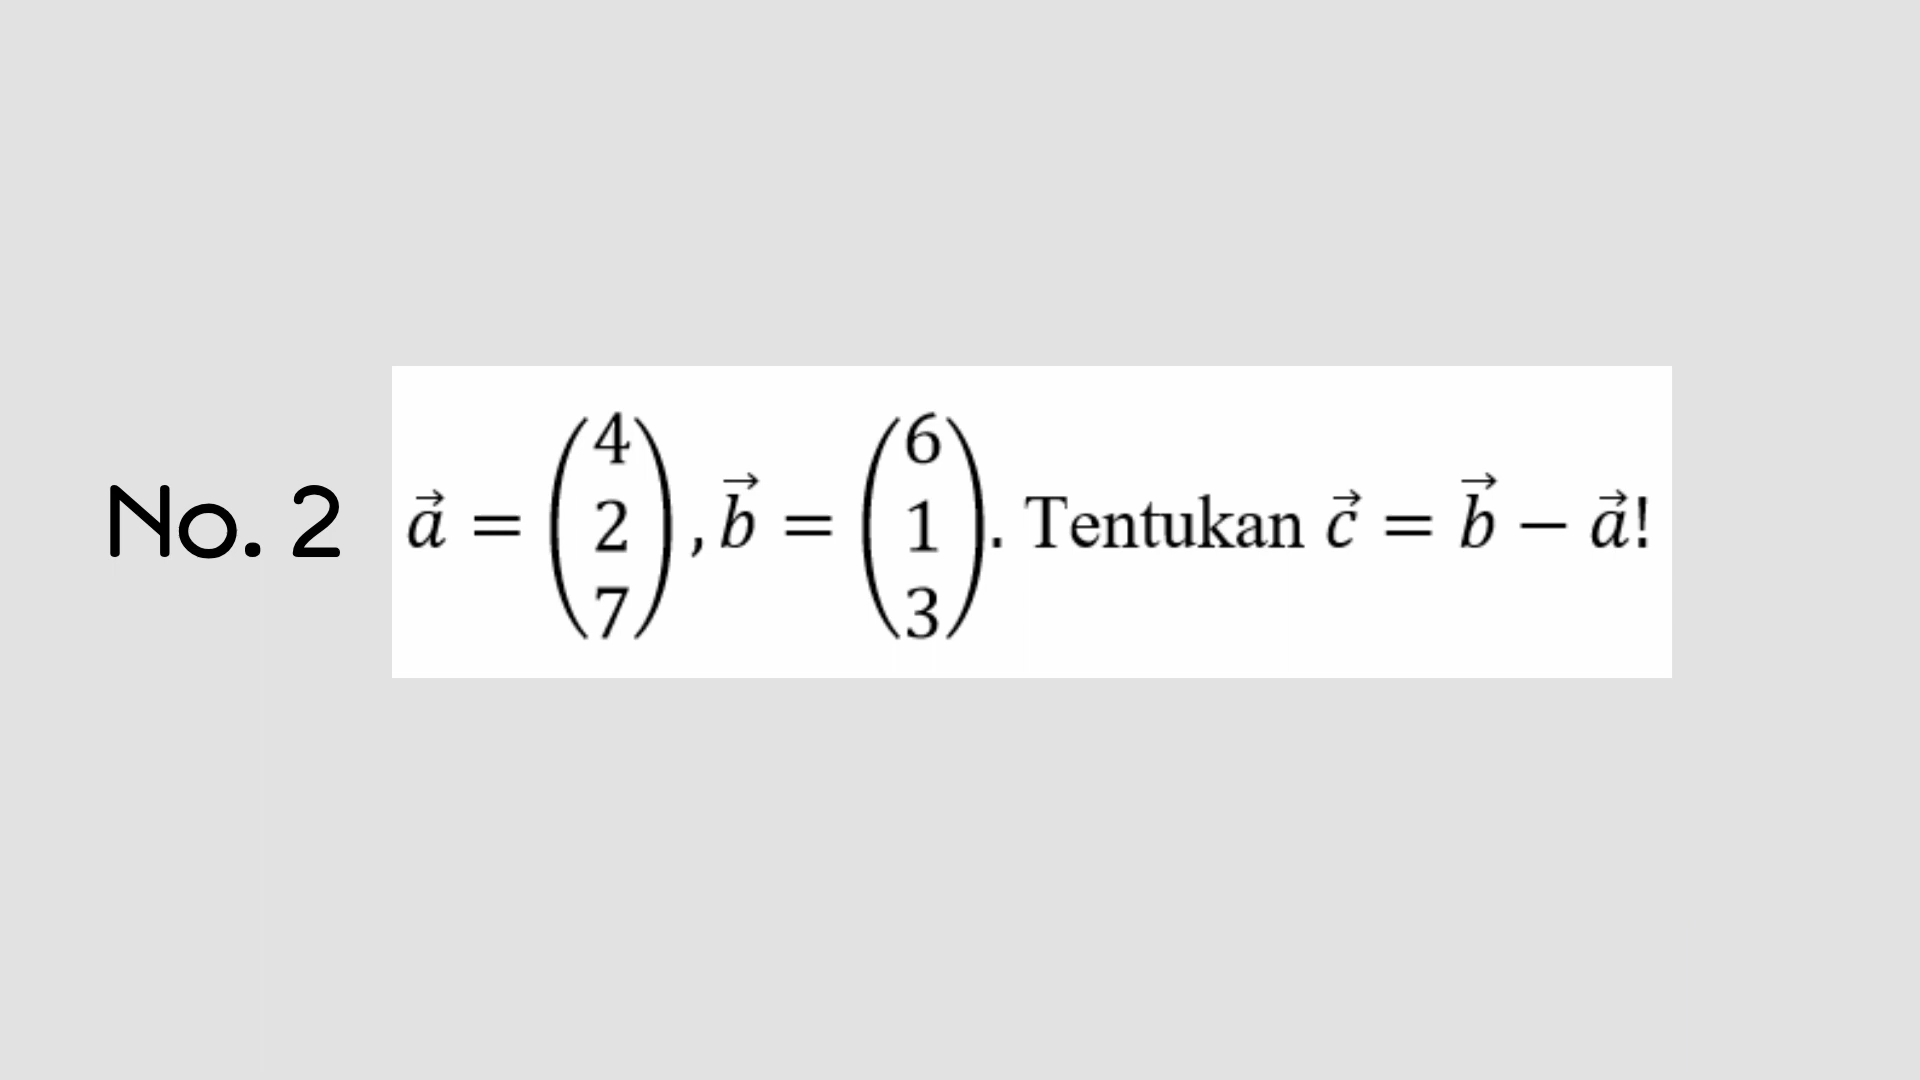 No. 2
a⃗ = (4 2 7), b⃗ = (6 1 3). Tentukan c⃗ = b⃗ − a⃗!